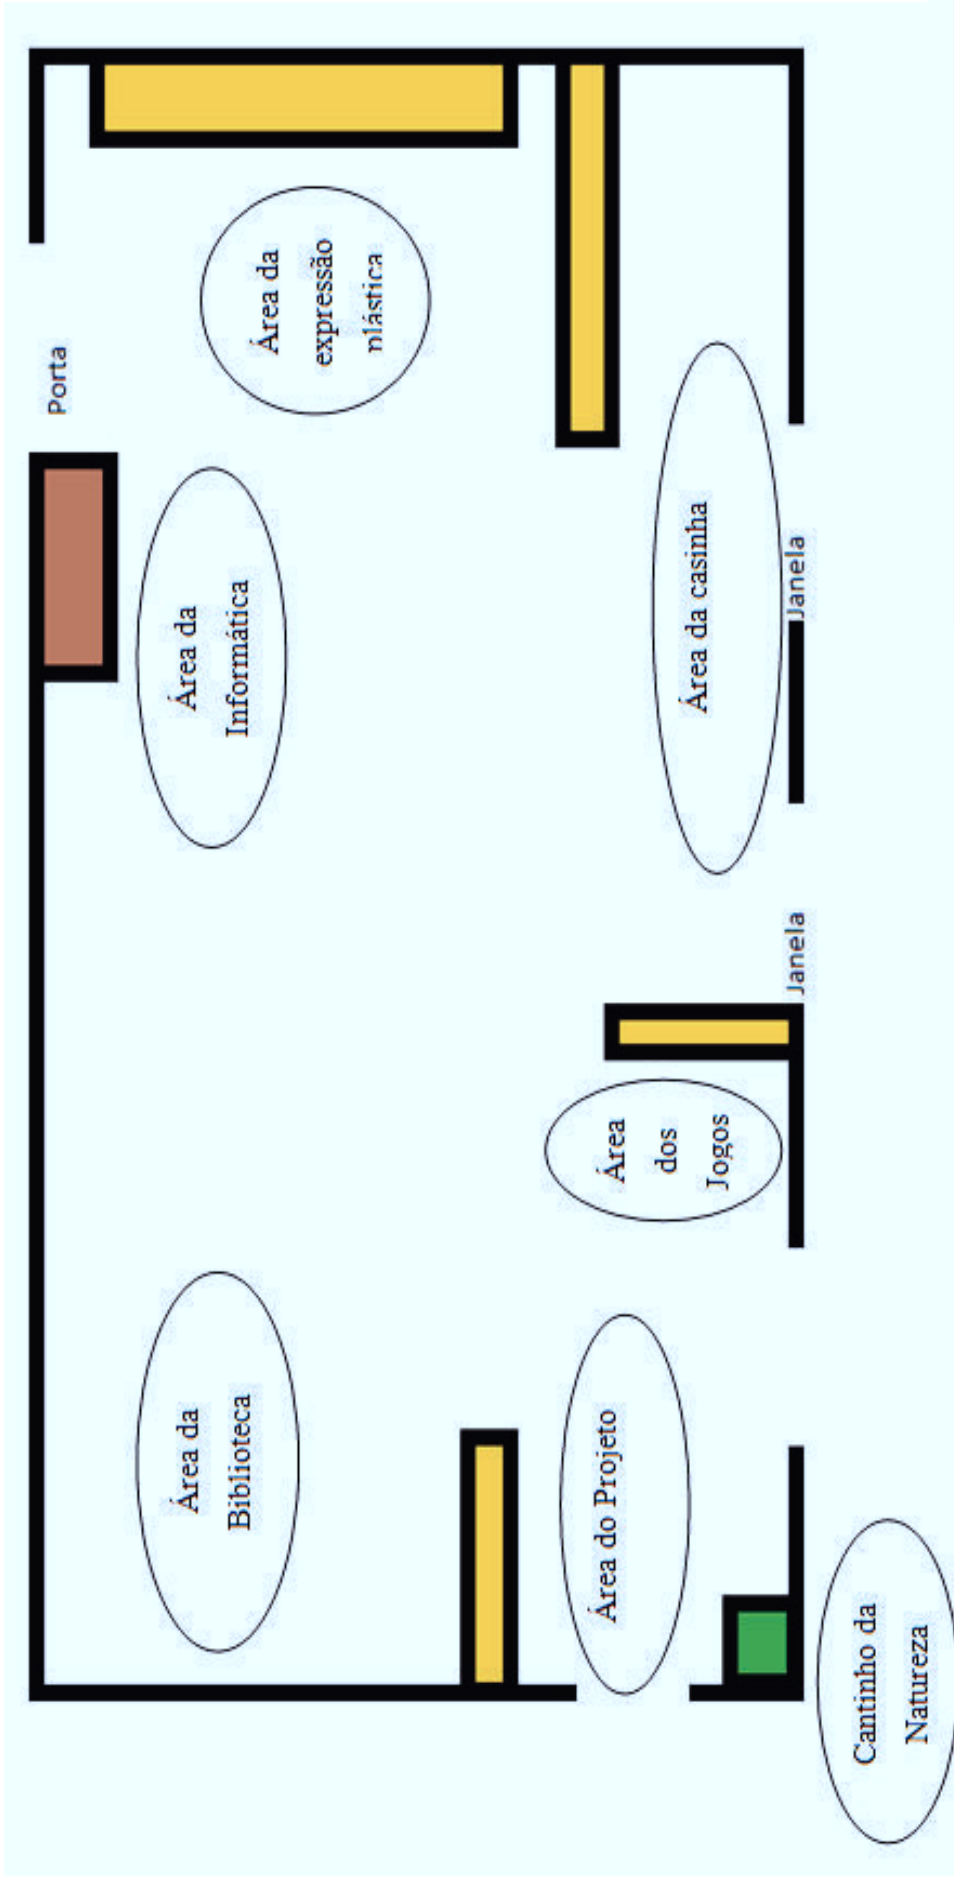 Porta
Área da
Biblioteca
Área da
Informática
Área da
expressão
plástica
Área do Projeto
Área
dos
Jogos
Área da casinha
Janela
Janela
Cantinho da
Natureza